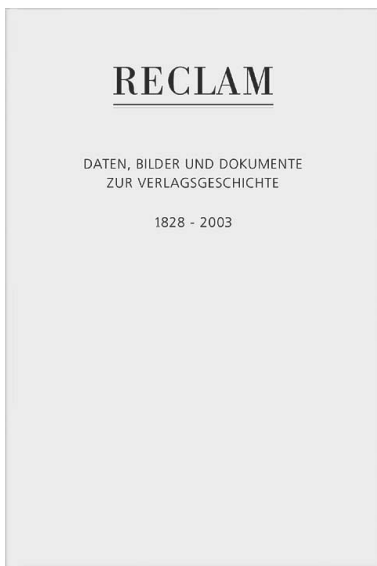 RECLAM
DATEN, BILDER UND DOKUMENTE
ZUR VERLAGSGESCHICHTE
1828 - 2003